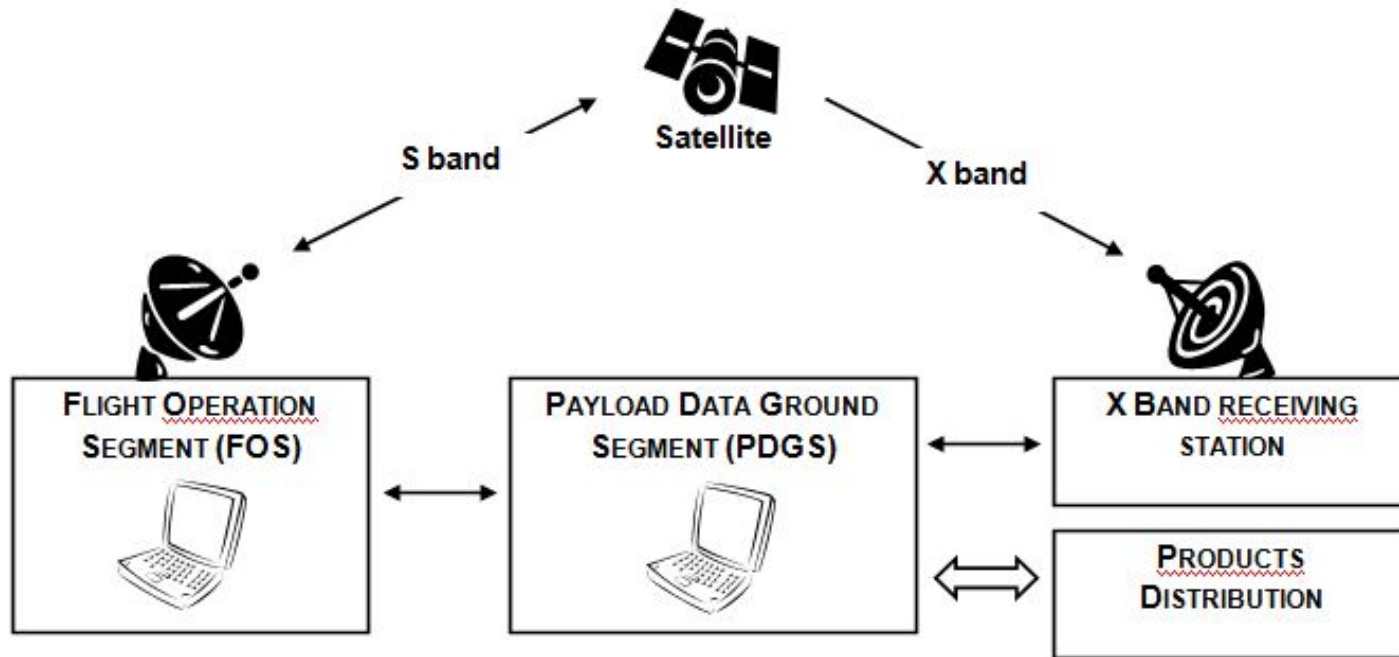 Satellite
S band
X band
FLIGHT OPERATION
SEGMENT (FOS)
PAYLOAD DATA GROUND
SEGMENT (PDGS)
X BAND RECEIVING
STATION
PRODUCTS
DISTRIBUTION